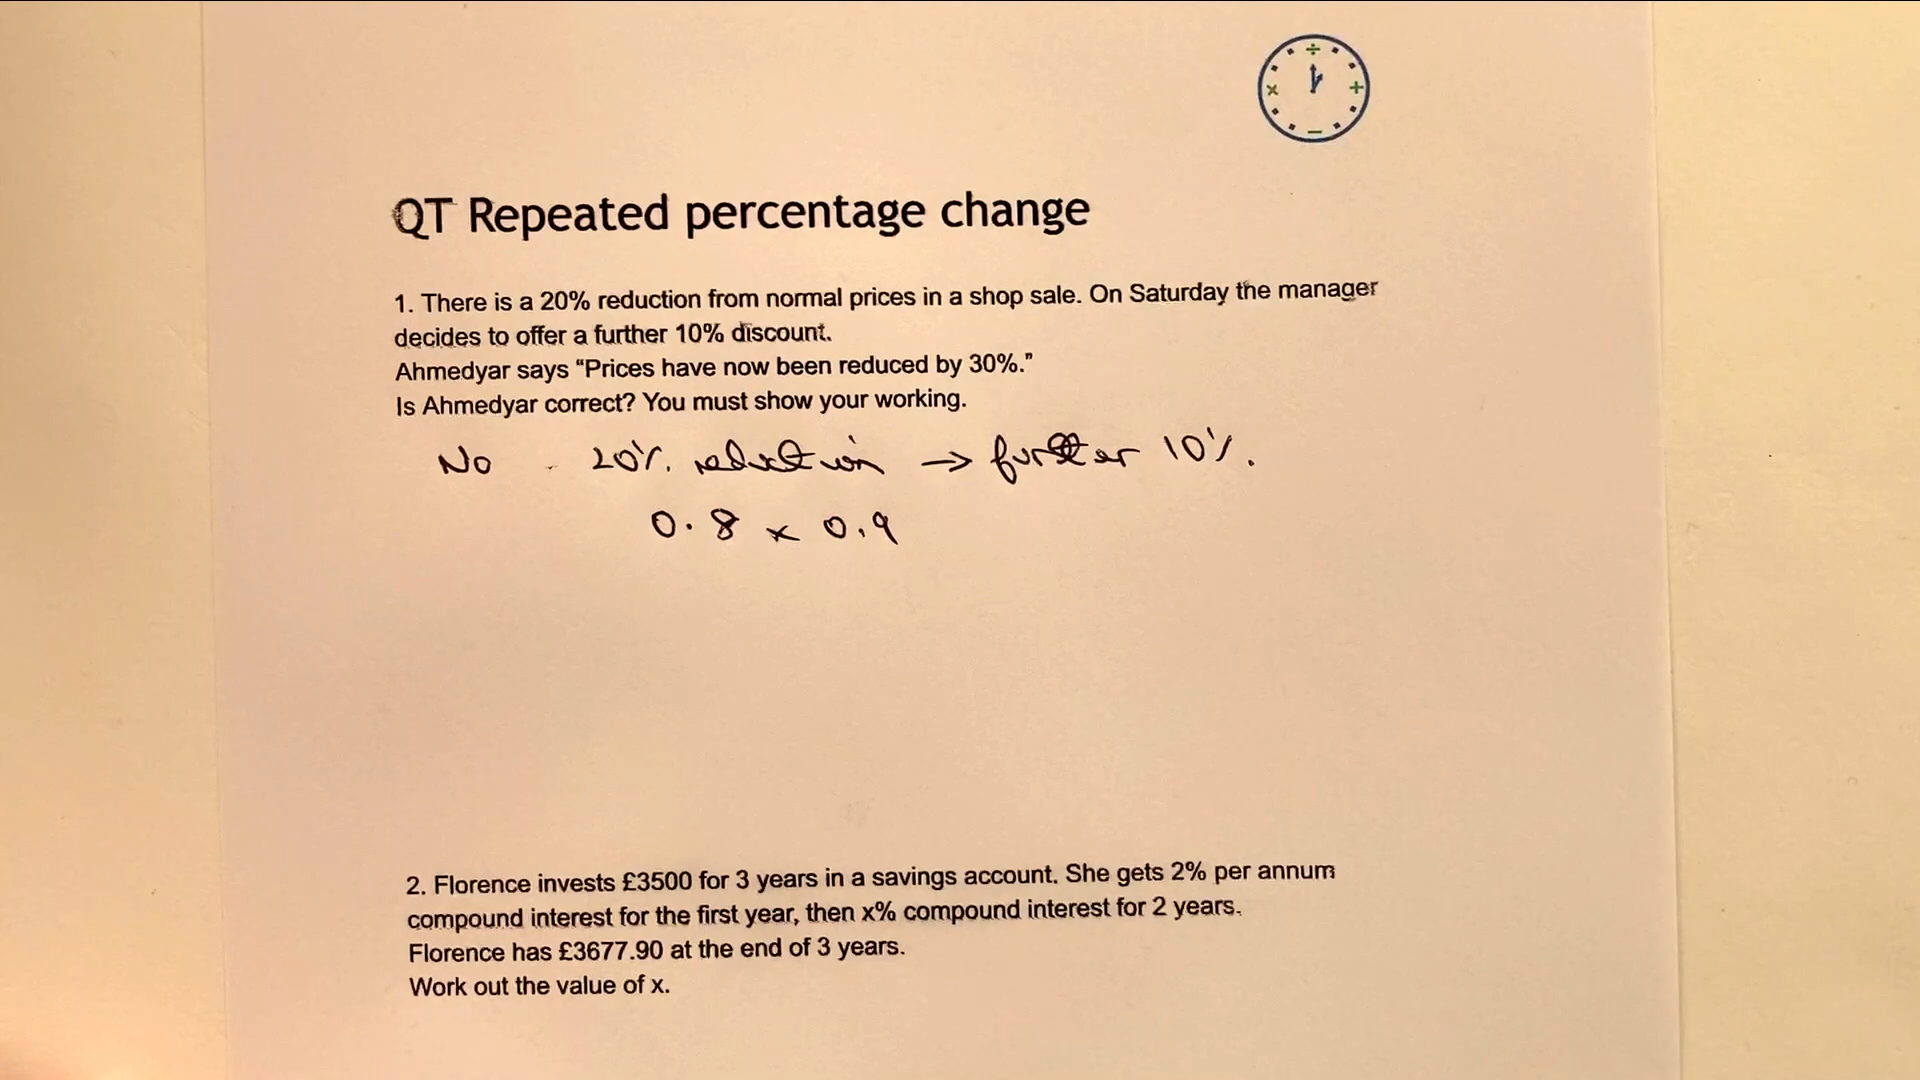 QT Repeated percentage change
1. There is a 20% reduction from normal prices in a shop sale. On Saturday the manager
decides to offer a further 10% discount.
Ahmedyar says “Prices have now been reduced by 30%.”
Is Ahmedyar correct? You must show your working.
No - 20%. reduction → further 10%.
0.8 × 0.9
2. Florence invests £3500 for 3 years in a savings account. She gets 2% per annum
compound interest for the first year, then x% compound interest for 2 years.
Florence has £3677.90 at the end of 3 years.
Work out the value of x.